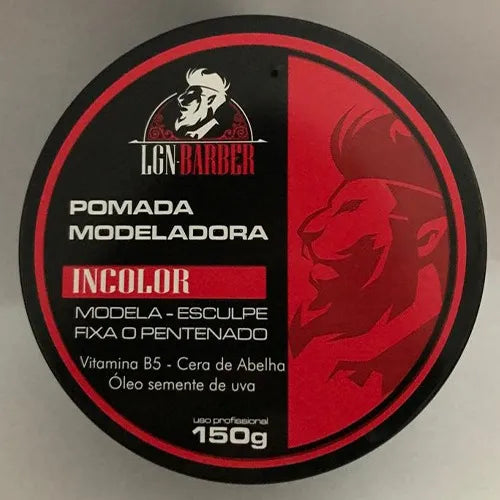 LGN-BARBER
POMADA
MODELADORA
INCOLOR
MODELA - ESCULPE
FIXA O PENTENADO
Vitamina B5 - Cera de Abelha
Óleo semente de uva
uso profissional
150g